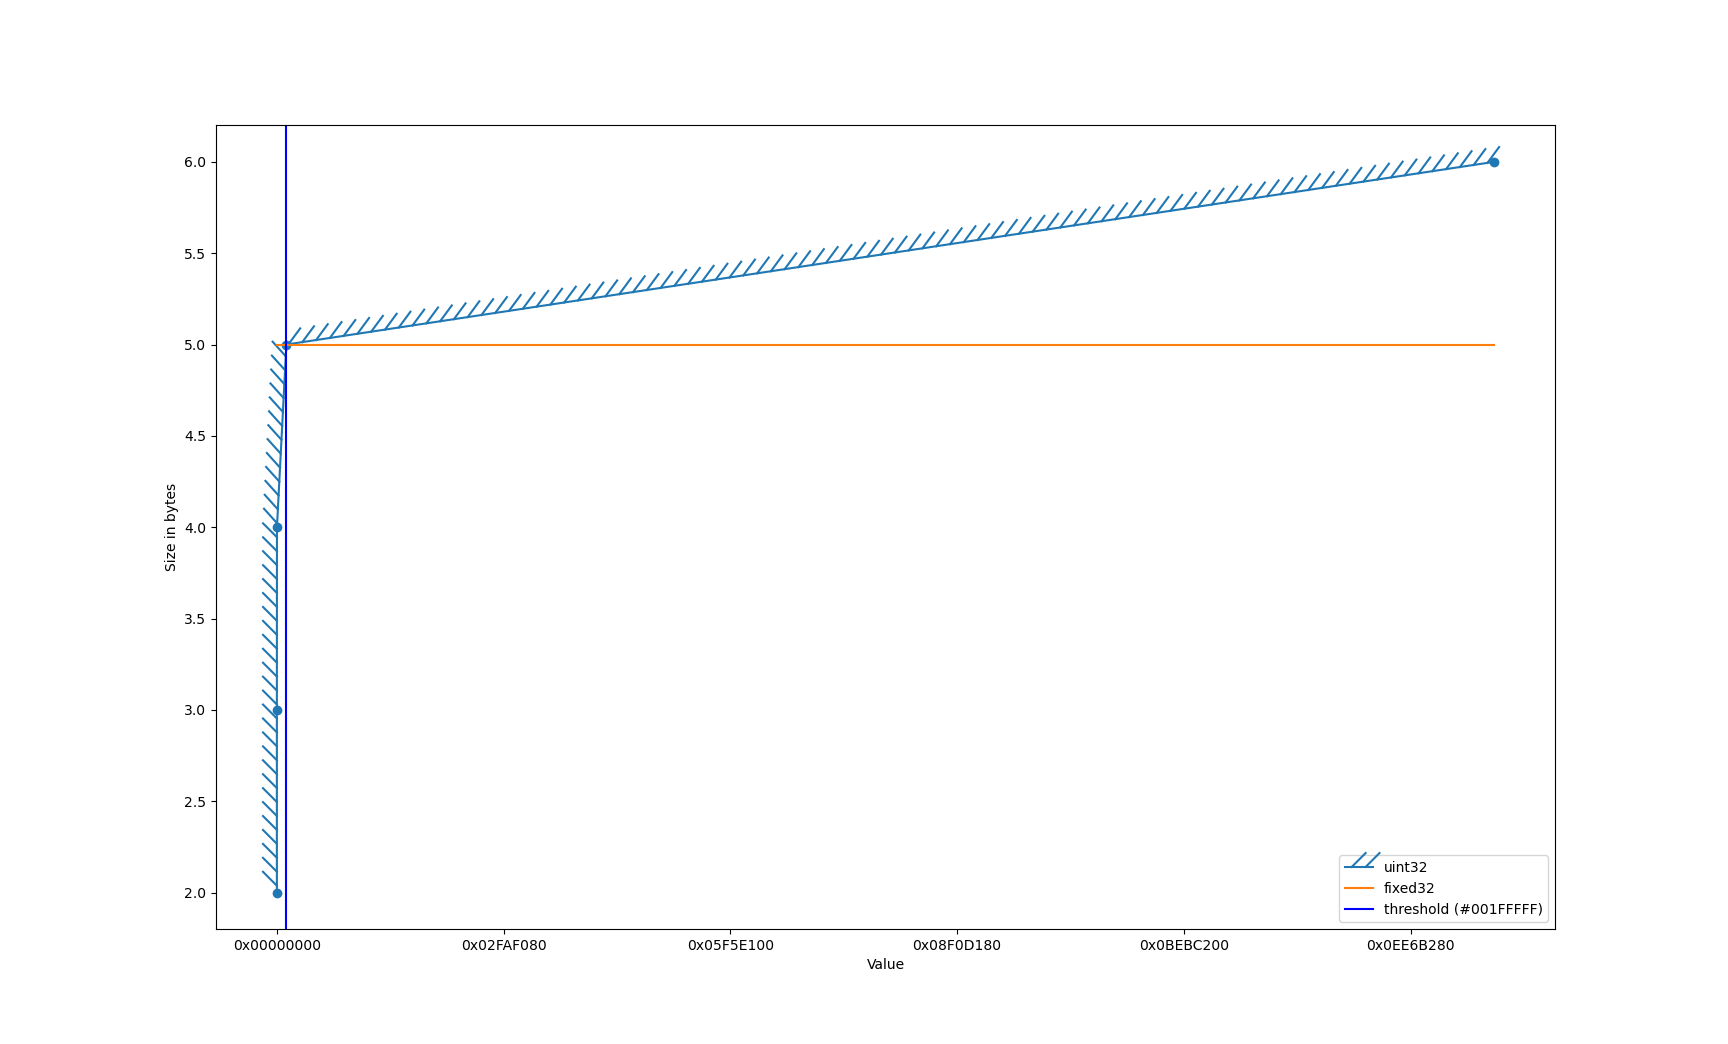 6.0
5.5
5.0
4.5
4.0
3.5
3.0
2.5
2.0
Size in bytes
0x00000000 0x02FAF080 0x05F5E100 0x08F0D180 0x0BEBC200 0x0EE6B280
Value
uint32
fixed32
threshold (#001FFFFF)